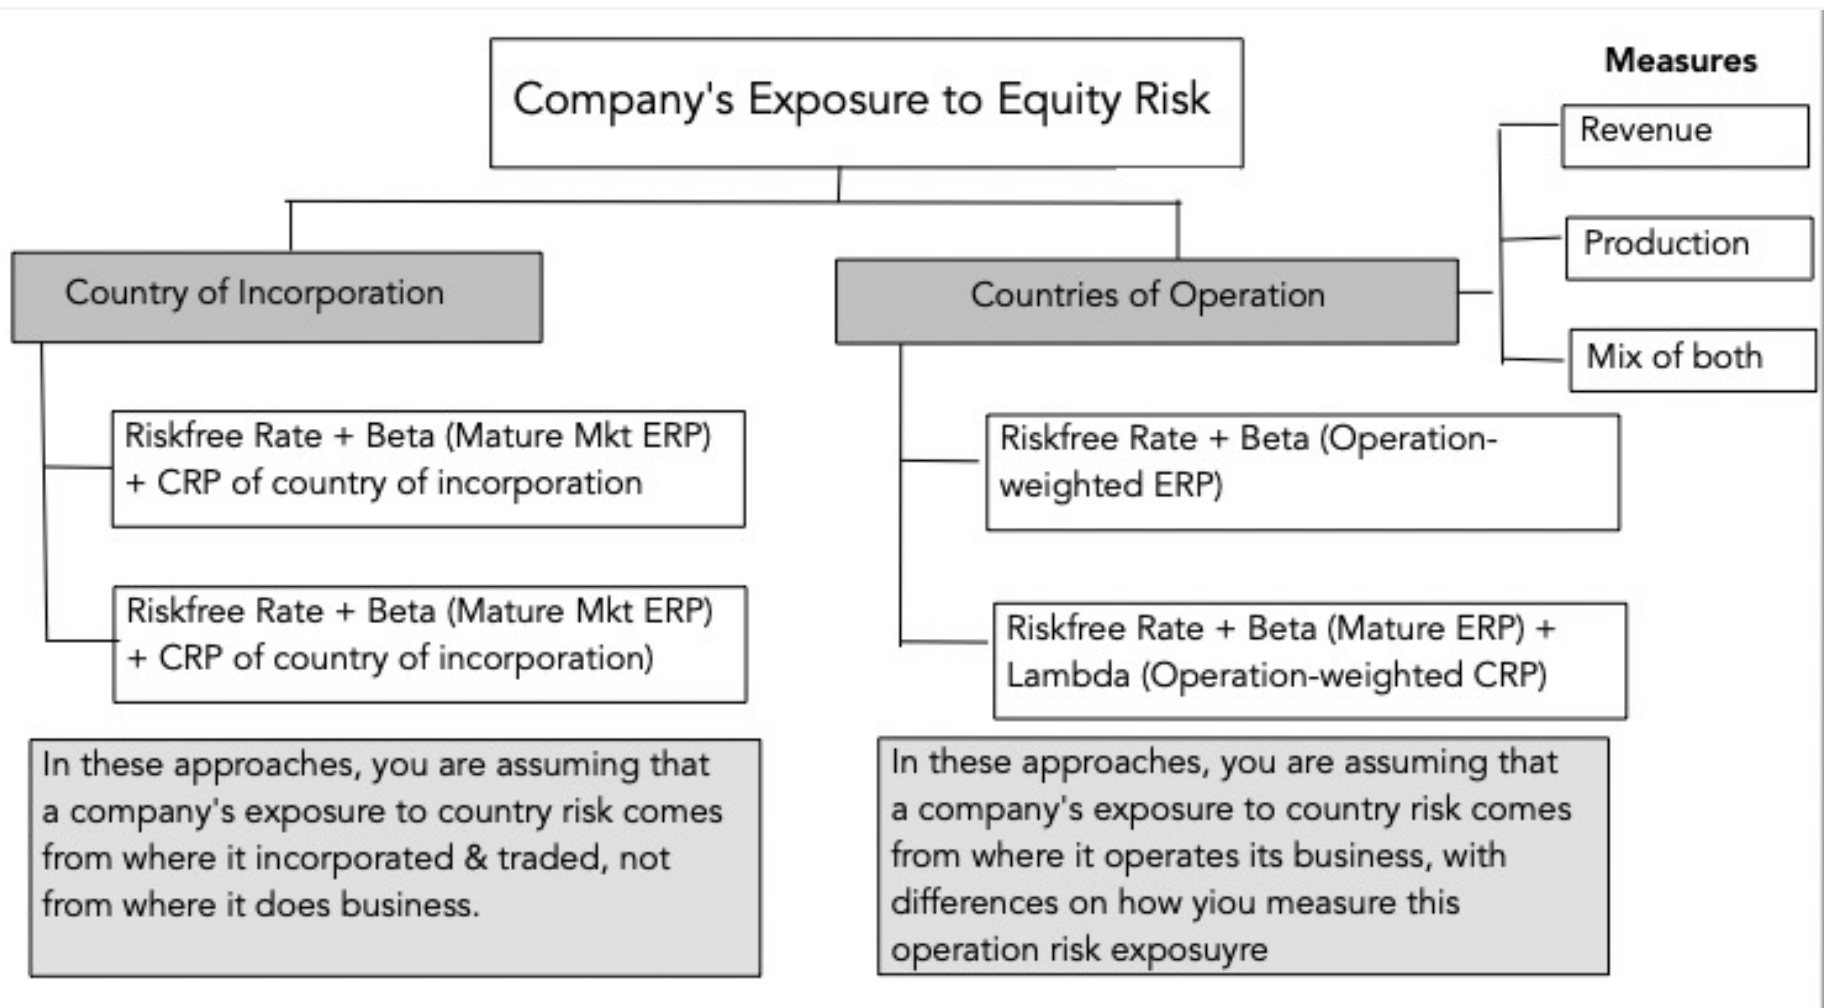 Company's Exposure to Equity Risk
Measures
Revenue
Production
Mix of both
Country of Incorporation
Riskfree Rate + Beta (Mature Mkt ERP)
+ CRP of country of incorporation
Riskfree Rate + Beta (Mature Mkt ERP)
+ CRP of country of incorporation)
In these approaches, you are assuming that
a company's exposure to country risk comes
from where it incorporated & traded, not
from where it does business.
Countries of Operation
Riskfree Rate + Beta (Operation-
weighted ERP)
Riskfree Rate + Beta (Mature ERP) +
Lambda (Operation-weighted CRP)
In these approaches, you are assuming that
a company's exposure to country risk comes
from where it operates its business, with
differences on how yiou measure this
operation risk exposuyre